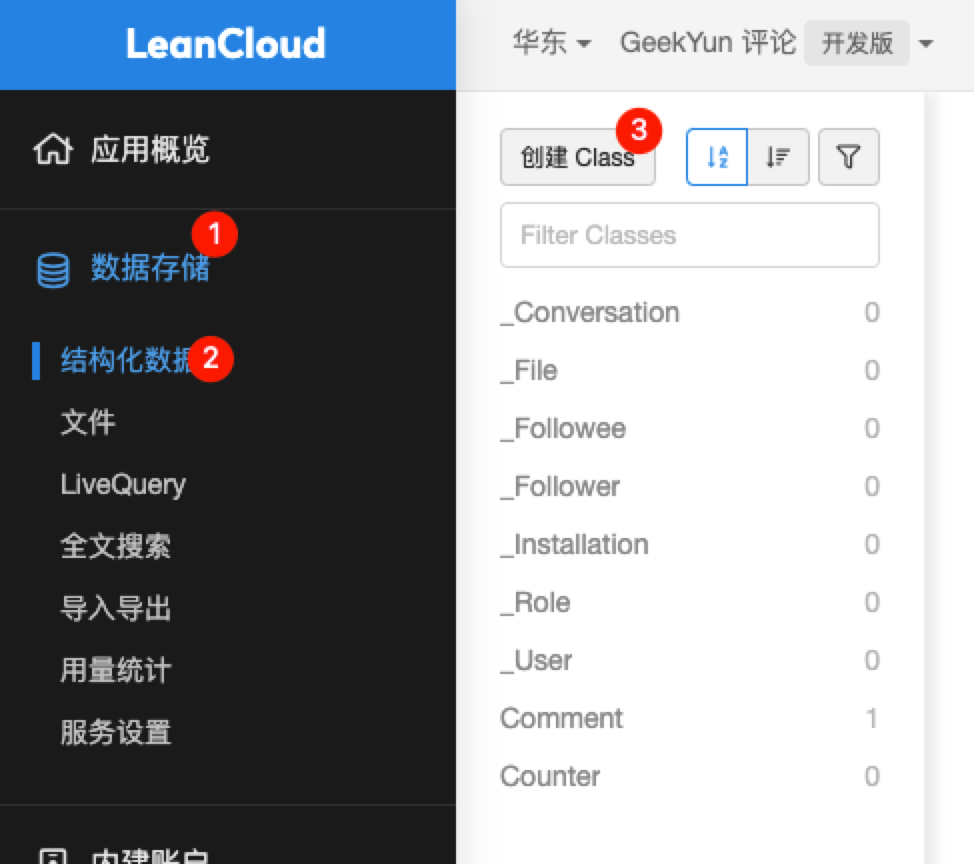 LeanCloud
华东 GeekYun 评论 开发版
应用概览
1
数据存储
结构化数据
2
文件
LiveQuery
全文搜索
导入导出
用量统计
服务设置
内建账户
3
创建 Class
Filter Classes
_Conversation 0
_File 0
_Followee 0
_Follower 0
_Installation 0
_Role 0
_User 0
Comment 1
Counter 0